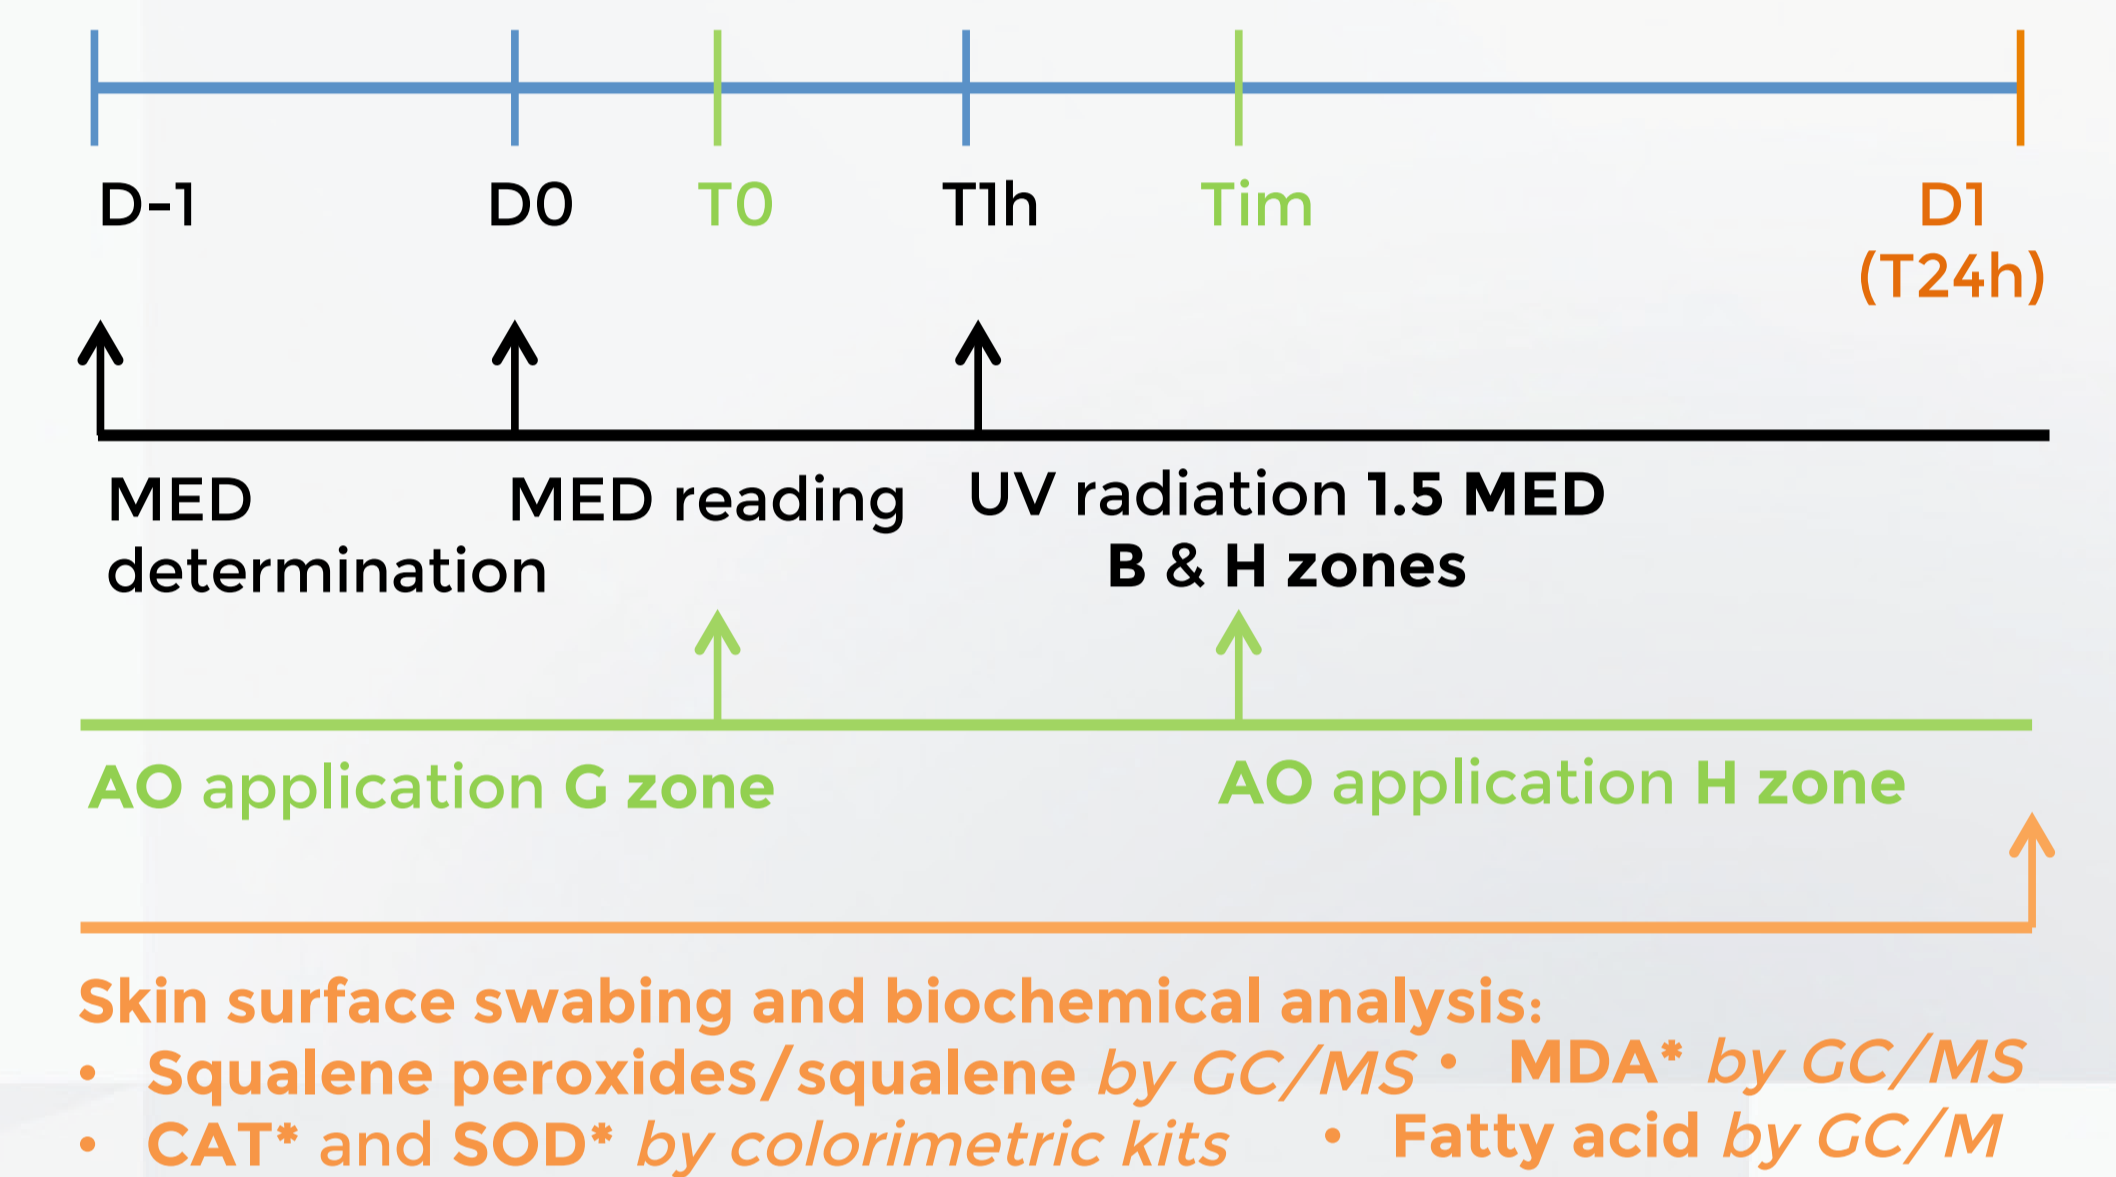 D-1
D0
T0
T1h
Tim
D1
(T24h)
MED
determination
MED reading
UV radiation 1.5 MED
B & H zones
AO application G zone
AO application H zone
Skin surface swabing and biochemical analysis:
• Squalene peroxides/squalene by GC/MS
• MDA* by GC/MS
• CAT* and SOD* by colorimetric kits
• Fatty acid by GC/M